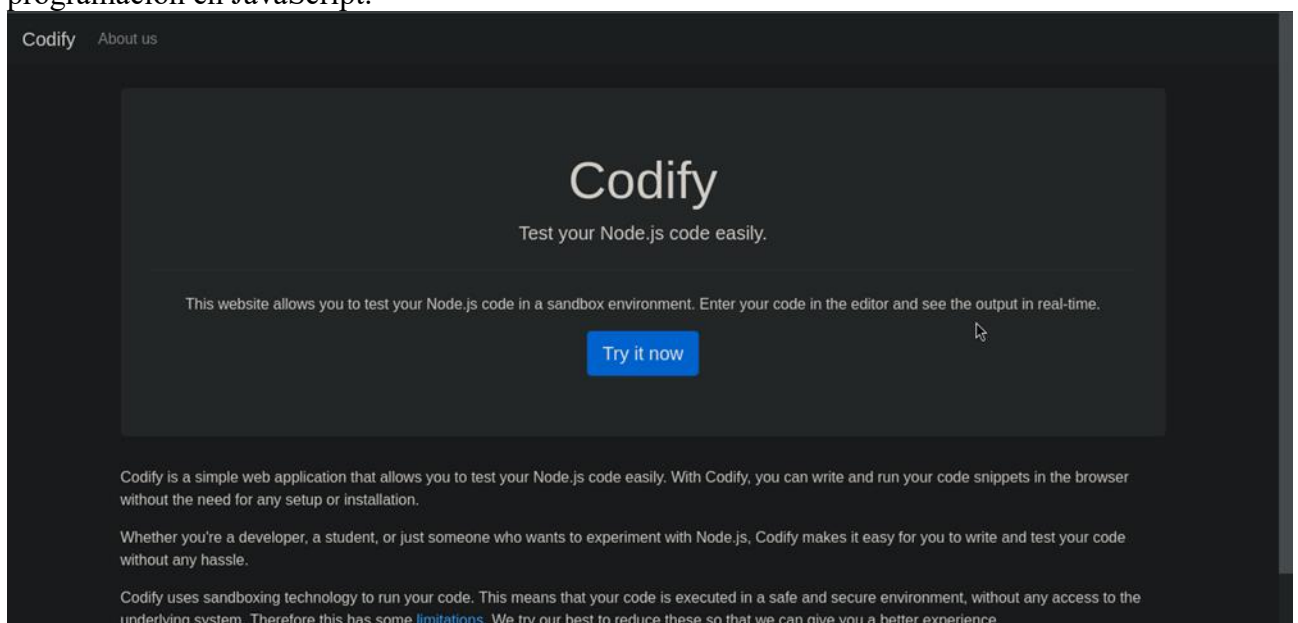 programación en JavaScript.
Codify About us
Codify
Test your Node.js code easily.
This website allows you to test your Node.js code in a sandbox environment. Enter your code in the editor and see the output in real-time.
Try it now
Codify is a simple web application that allows you to test your Node.js code easily. With Codify, you can write and run your code snippets in the browser
without the need for any setup or installation.
Whether you're a developer, a student, or just someone who wants to experiment with Node.js, Codify makes it easy for you to write and test your code
without any hassle.
Codify uses sandboxing technology to run your code. This means that your code is executed in a safe and secure environment, without any access to the
underlying system. Therefore this has some limitations. We try our best to reduce these so that we can give you a better experience.